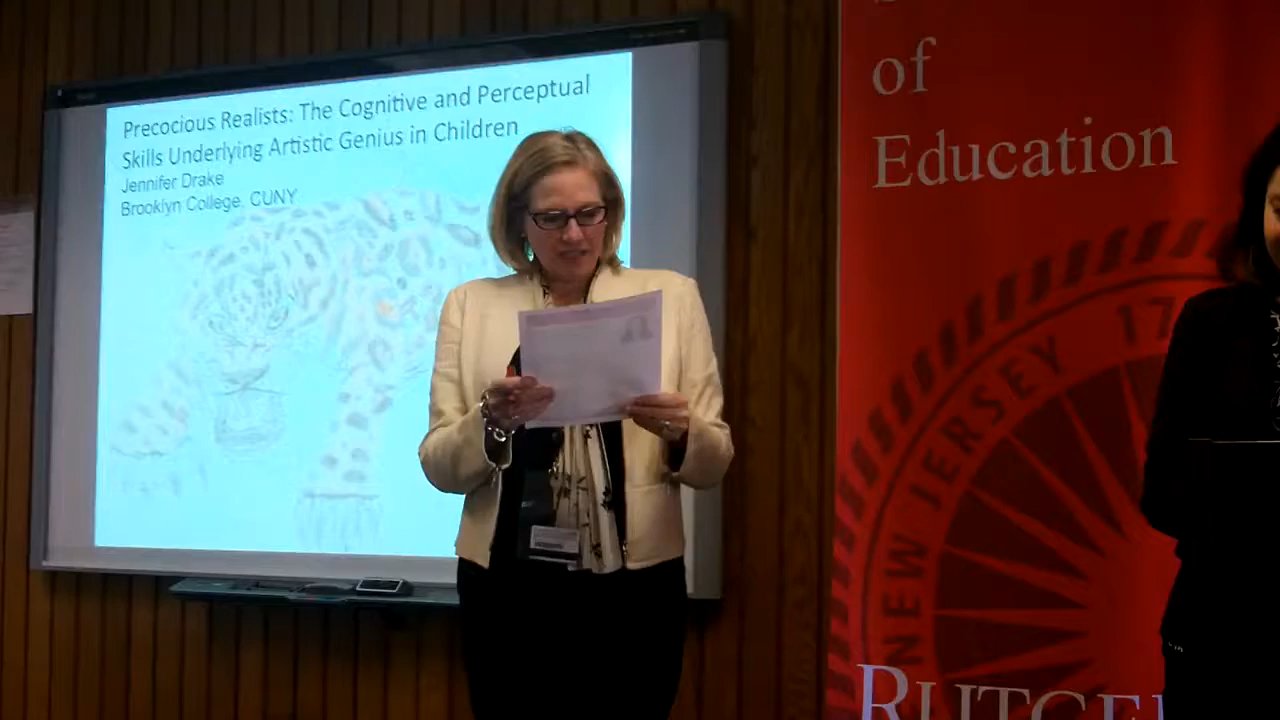 Precocious Realists: The Cognitive and Perceptual
Skills Underlying Artistic Genius in Children
Jennifer Drake
Brooklyn College, CUNY
of
Education
NEW JERSEY 17
RUTGE